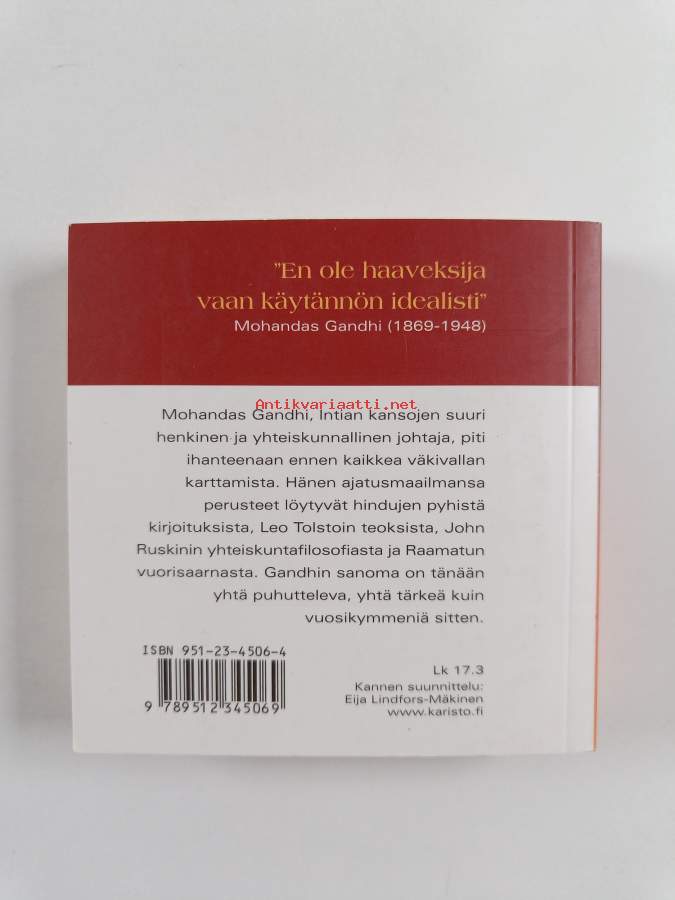 "En ole haaveksija
vaan käytännön idealisti"
Mohandas Gandhi (1869-1948)
Antikvariaatti.net
Mohandas Gandhi, Intian kansojen suuri
henkinen ja yhteiskunnallinen johtaja, piti
ihanteenaan ennen kaikkea väkivallan
karttamista. Hänen ajatusmaailmansa
perusteet löytyvät hindujen pyhistä
kirjoituksista, Leo Tolstoin teoksista, John
Ruskinin yhteiskuntafilosofiasta ja Raamatun
vuorisaarnasta. Gandhin sanoma on tänään
yhtä puhutteleva, yhtä tärkeä kuin
vuosikymmeniä sitten.
ISBN 951-23-4506-4
9 789512 345069
Lk 17.3
Kannen suunnittelu:
Eija Lindfors-Mäkinen
www.karisto.fi